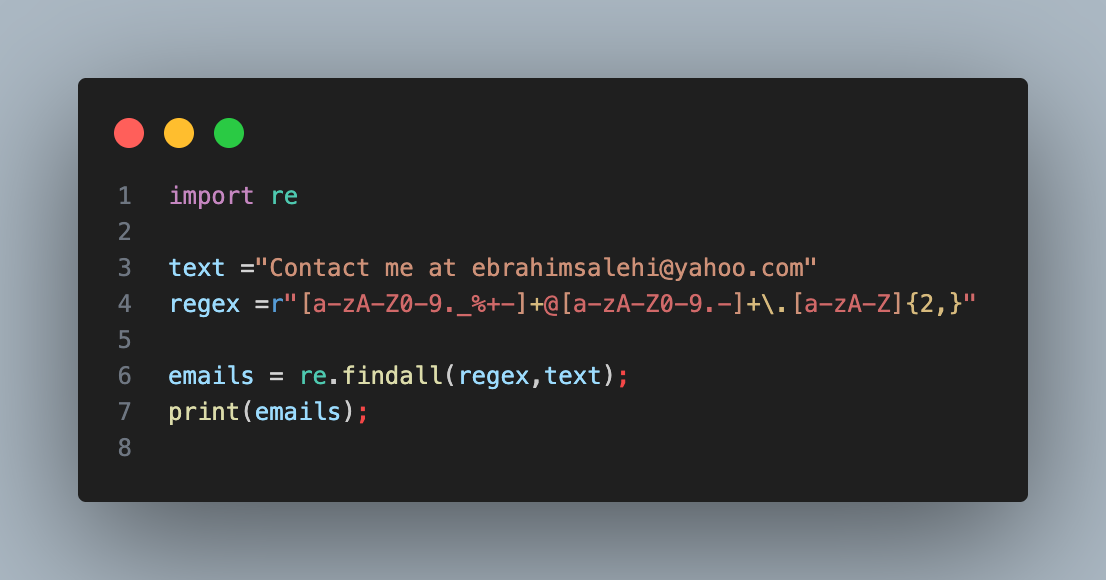 1 import re
2
3 text ="Contact me at ebrahimsalehi@yahoo.com"
4 regex =r"[a-zA-Z0-9._%+-]+@[a-zA-Z0-9.-]+\.[a-zA-Z]{2,}"
5
6 emails = re.findall(regex,text);
7 print(emails);
8